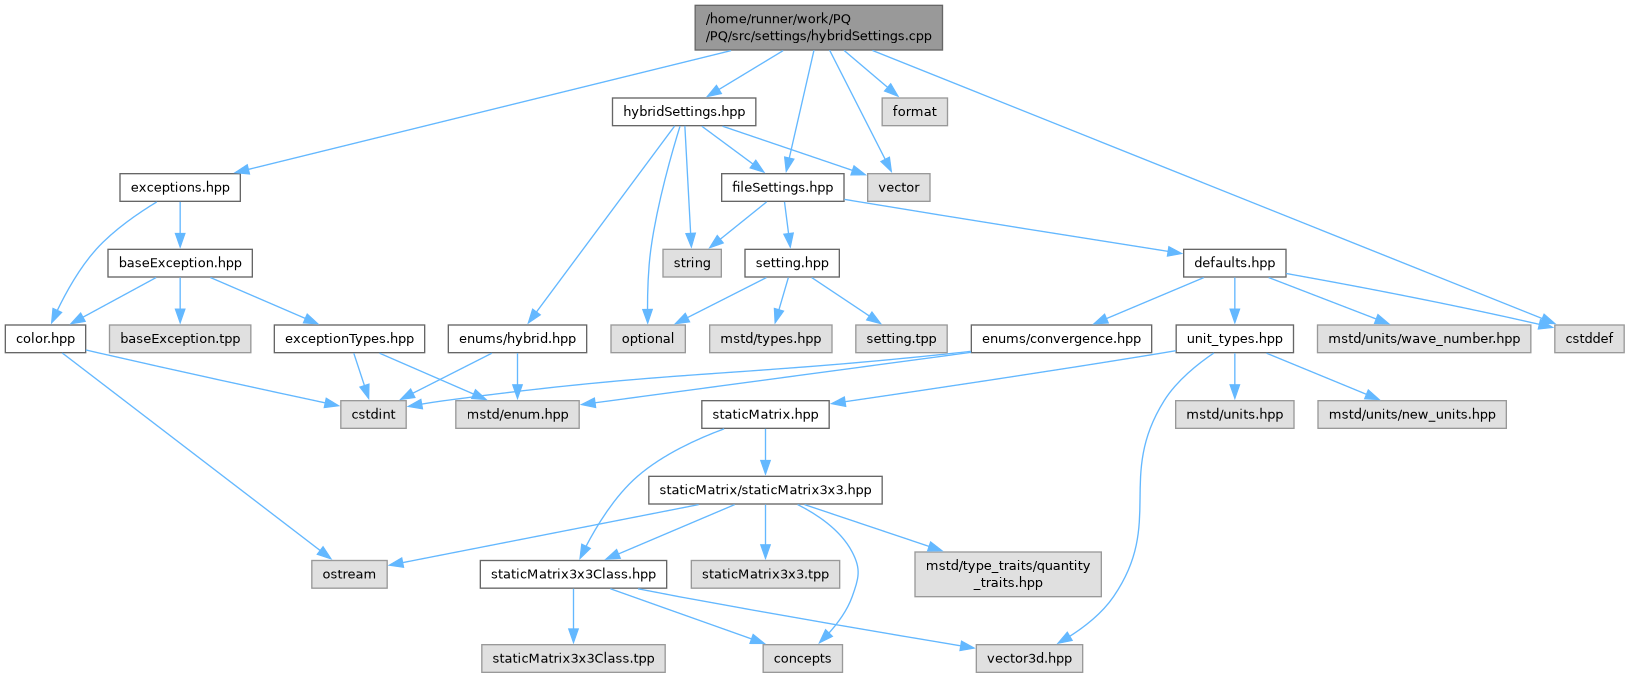 /home/runner/work/PQ
/PQ/src/settings/hybridSettings.cpp
hybridSettings.hpp
format
exceptions.hpp
fileSettings.hpp
vector
baseException.hpp
string
setting.hpp
defaults.hpp
color.hpp
baseException.tpp
exceptionTypes.hpp
enums/hybrid.hpp
optional
mstd/types.hpp
setting.tpp
enums/convergence.hpp
unit_types.hpp
mstd/units/wave_number.hpp
cstddef
cstdint
mstd/enum.hpp
staticMatrix.hpp
mstd/units.hpp
mstd/units/new_units.hpp
staticMatrix/staticMatrix3x3.hpp
ostream
staticMatrix3x3Class.hpp
staticMatrix3x3.tpp
mstd/type_traits/quantity
_traits.hpp
staticMatrix3x3Class.tpp
concepts
vector3d.hpp